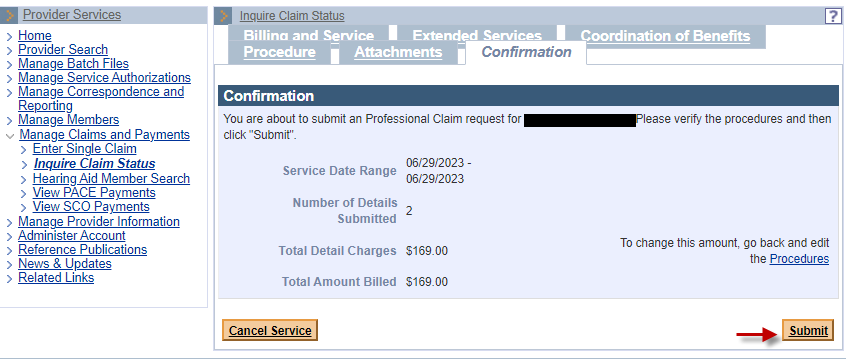 Provider Services
Home
Provider Search
Manage Batch Files
Manage Service Authorizations
Manage Correspondence and
Reporting
Manage Members
Manage Claims and Payments
Enter Single Claim
Inquire Claim Status
Hearing Aid Member Search
View PACE Payments
View SCO Payments
Manage Provider Information
Administer Account
Reference Publications
News & Updates
Related Links
Inquire Claim Status
?
Billing and Service Extended Services Coordination of Benefits
Procedure Attachments Confirmation
Confirmation
You are about to submit an Professional Claim request for Please verify the procedures and then
click "Submit".
Service Date Range 06/29/2023 -
06/29/2023
Number of Details
Submitted 2
Total Detail Charges $169.00
To change this amount, go back and edit
the Procedures
Total Amount Billed $169.00
Cancel Service Submit